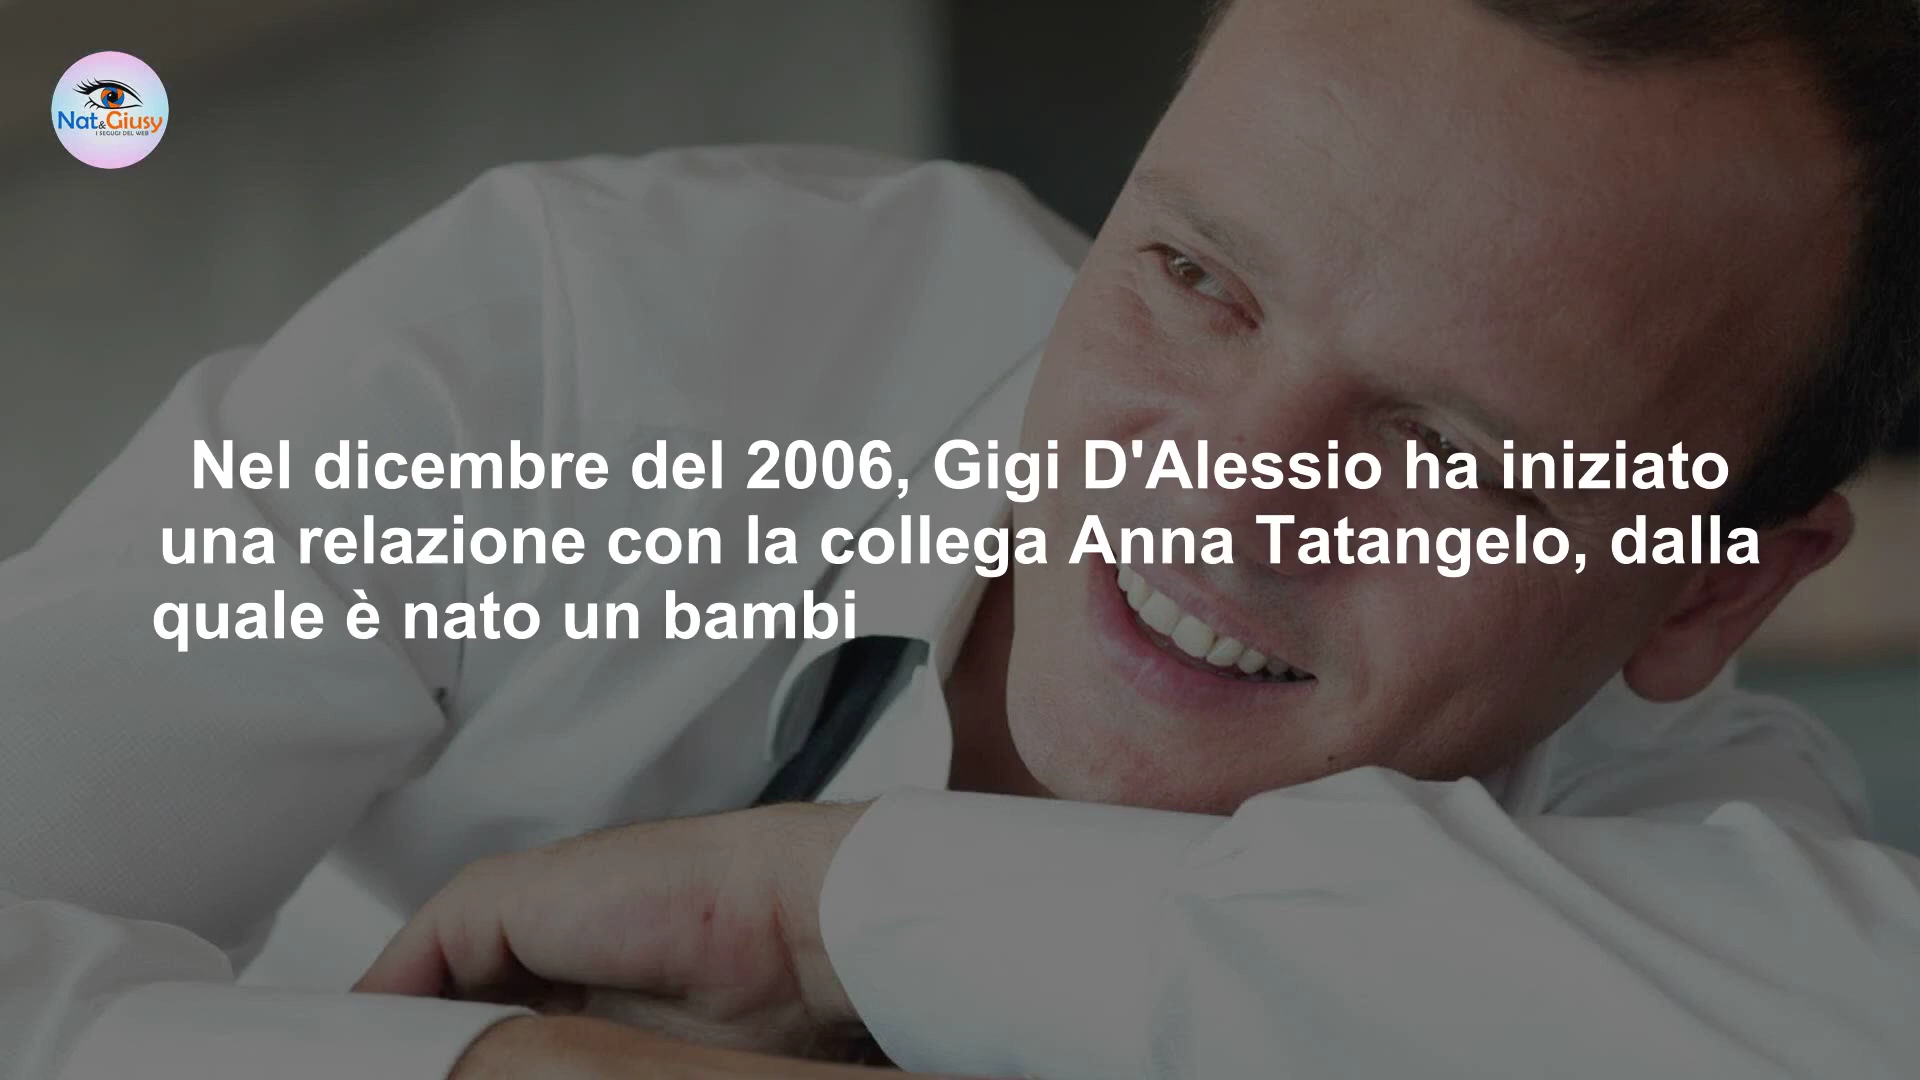 Nat&Giusy
I SEGUGI DEL WEB
Nel dicembre del 2006, Gigi D'Alessio ha iniziato
una relazione con la collega Anna Tatangelo, dalla
quale è nato un bambi